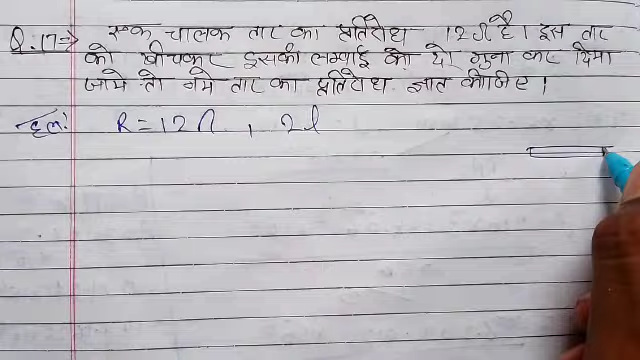 Q.17⇒ एक चालक तार का प्रतिरोध 12Ω है। इस तार
को खींचकर इसकी लम्बाई को दो गुना कर दिया
जाये तो नये तार का प्रतिरोध ज्ञात कीजिए।
हल:- R = 12Ω , 2l